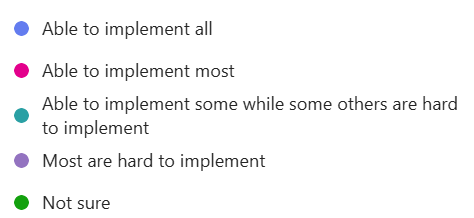 Able to implement all
Able to implement most
Able to implement some while some others are hard
to implement
Most are hard to implement
Not sure